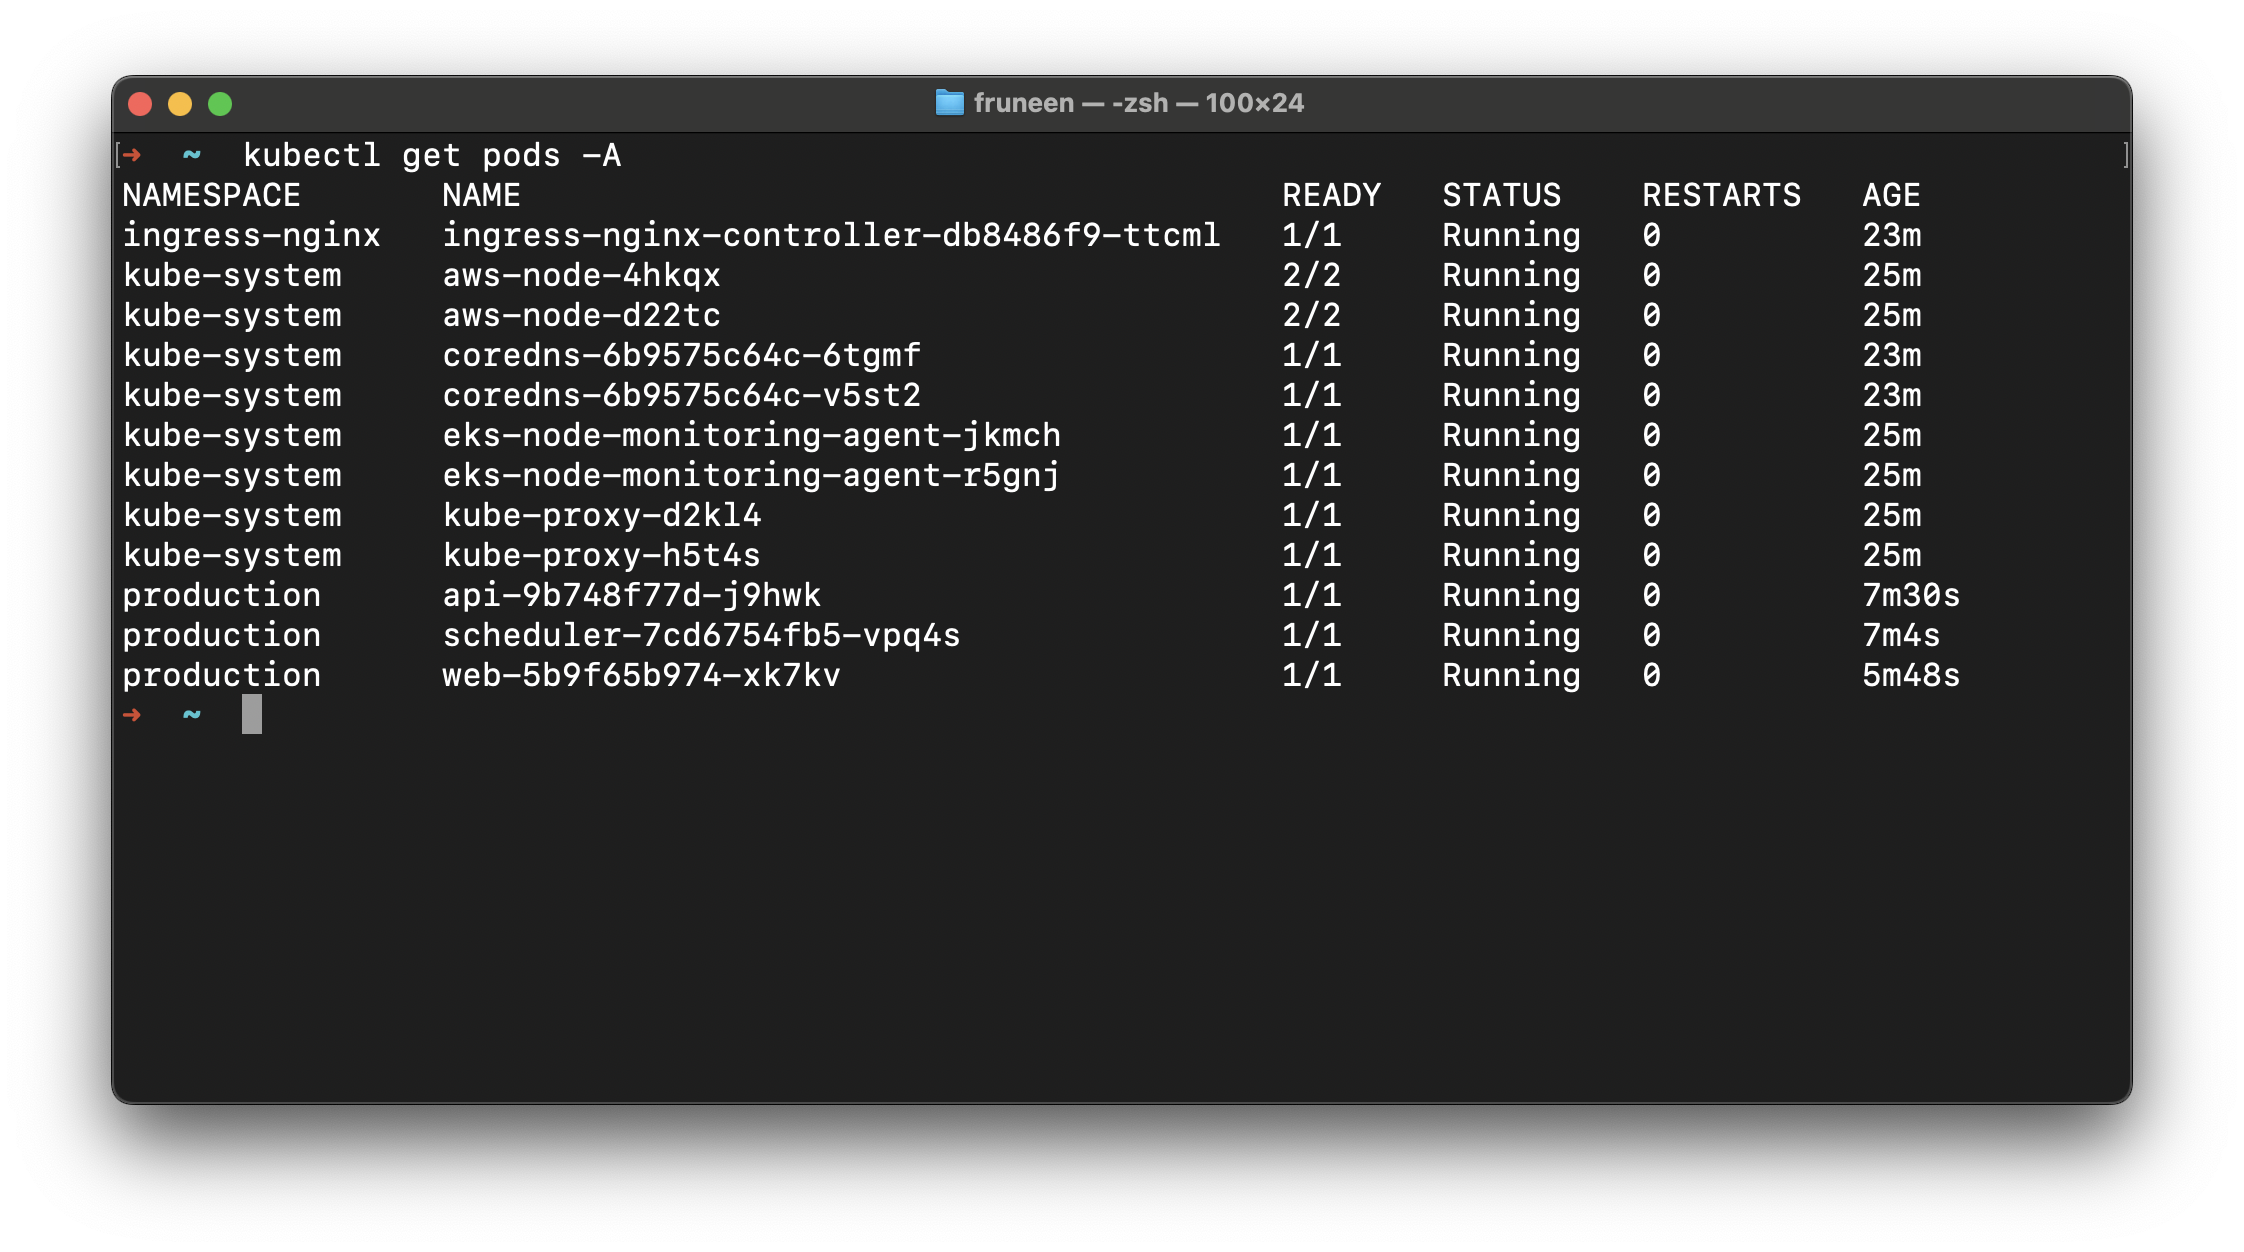 fruneen — -zsh — 100×24
[➜ ~ kubectl get pods -A ]
NAMESPACE NAME READY STATUS RESTARTS AGE
ingress-nginx ingress-nginx-controller-db8486f9-ttcml 1/1 Running 0 23m
kube-system aws-node-4hkqx 2/2 Running 0 25m
kube-system aws-node-d22tc 2/2 Running 0 25m
kube-system coredns-6b9575c64c-6tgmf 1/1 Running 0 23m
kube-system coredns-6b9575c64c-v5st2 1/1 Running 0 23m
kube-system eks-node-monitoring-agent-jkmch 1/1 Running 0 25m
kube-system eks-node-monitoring-agent-r5gnj 1/1 Running 0 25m
kube-system kube-proxy-d2kl4 1/1 Running 0 25m
kube-system kube-proxy-h5t4s 1/1 Running 0 25m
production api-9b748f77d-j9hwk 1/1 Running 0 7m30s
production scheduler-7cd6754fb5-vpq4s 1/1 Running 0 7m4s
production web-5b9f65b974-xk7kv 1/1 Running 0 5m48s
➜ ~